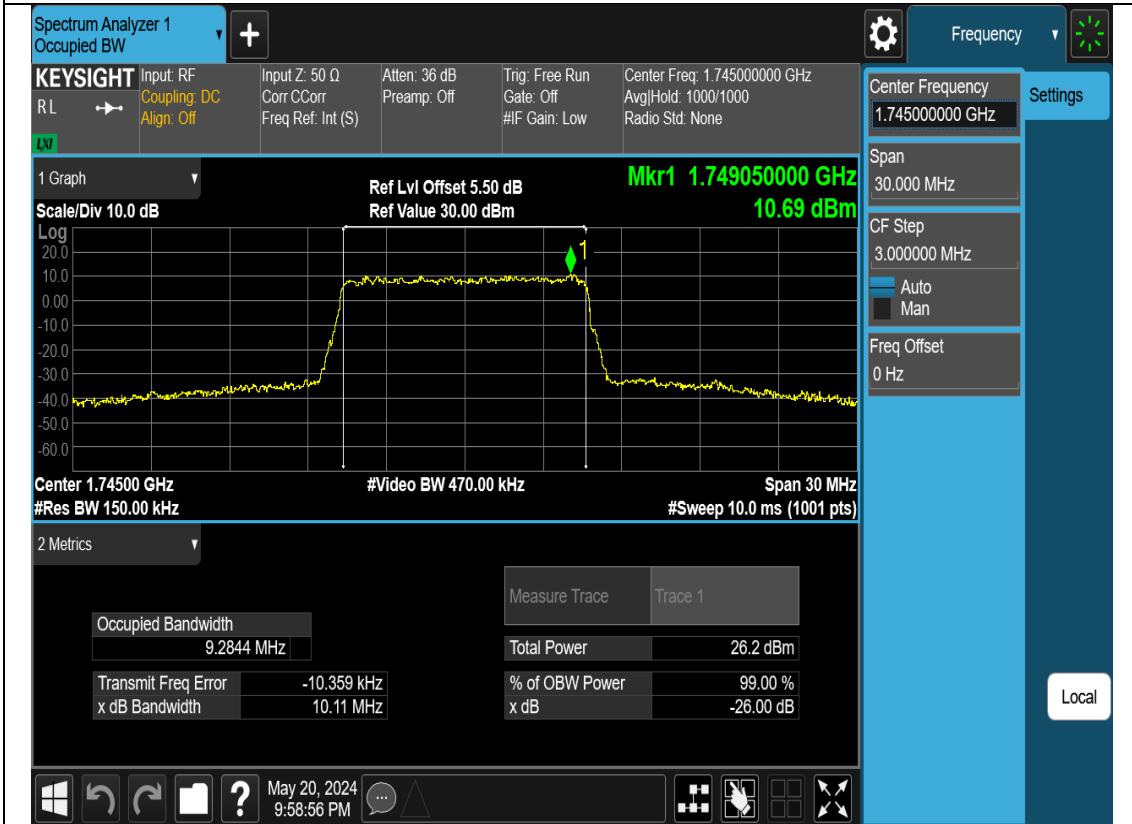 Spectrum Analyzer 1
Occupied BW
+
Frequency
KEYSIGHT
RL
LXI
Input: RF
Coupling: DC
Align: Off
Input Z: 50 Ω
Corr CCorr
Freq Ref: Int (S)
Atten: 36 dB
Preamp: Off
Trig: Free Run
Gate: Off
#IF Gain: Low
Center Freq: 1.745000000 GHz
Avg|Hold: 1000/1000
Radio Std: None
Center Frequency
1.745000000 GHz
Settings
Span
30.000 MHz
CF Step
3.000000 MHz
Auto
Man
Freq Offset
0 Hz
Local
1 Graph
Scale/Div 10.0 dB
Ref Lvl Offset 5.50 dB
Ref Value 30.00 dBm
Mkr1 1.749050000 GHz
10.69 dBm
Log
20.0
10.0
0.00
-10.0
-20.0
-30.0
-40.0
-50.0
-60.0
1
Center 1.74500 GHz
#Video BW 470.00 kHz
Span 30 MHz
#Res BW 150.00 kHz
#Sweep 10.0 ms (1001 pts)
2 Metrics
Measure Trace Trace 1
Occupied Bandwidth
9.2844 MHz
Total Power 26.2 dBm
Transmit Freq Error -10.359 kHz
% of OBW Power 99.00 %
x dB Bandwidth 10.11 MHz
x dB -26.00 dB
?
May 20, 2024
9:58:56 PM